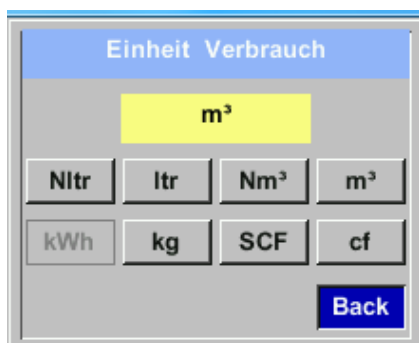 Einheit Verbrauch
m³
Nltr ltr Nm³ m³
kWh kg SCF cf
Back